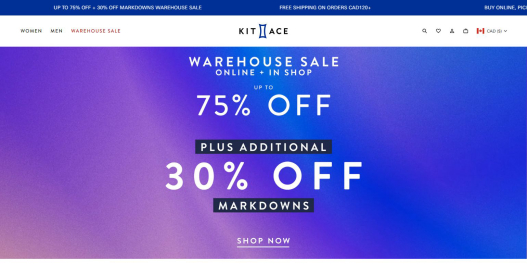 UP TO 75% OFF + 30% OFF MARKDOWNS WAREHOUSE SALE
FREE SHIPPING ON ORDERS CAD120+
BUY ONLINE, PIC
WOMEN MEN WAREHOUSE SALE
KIT ACE
CAD ($)
WAREHOUSE SALE
ONLINE + IN SHOP
UP TO
75% OFF
PLUS ADDITIONAL
30% OFF
MARKDOWNS
SHOP NOW